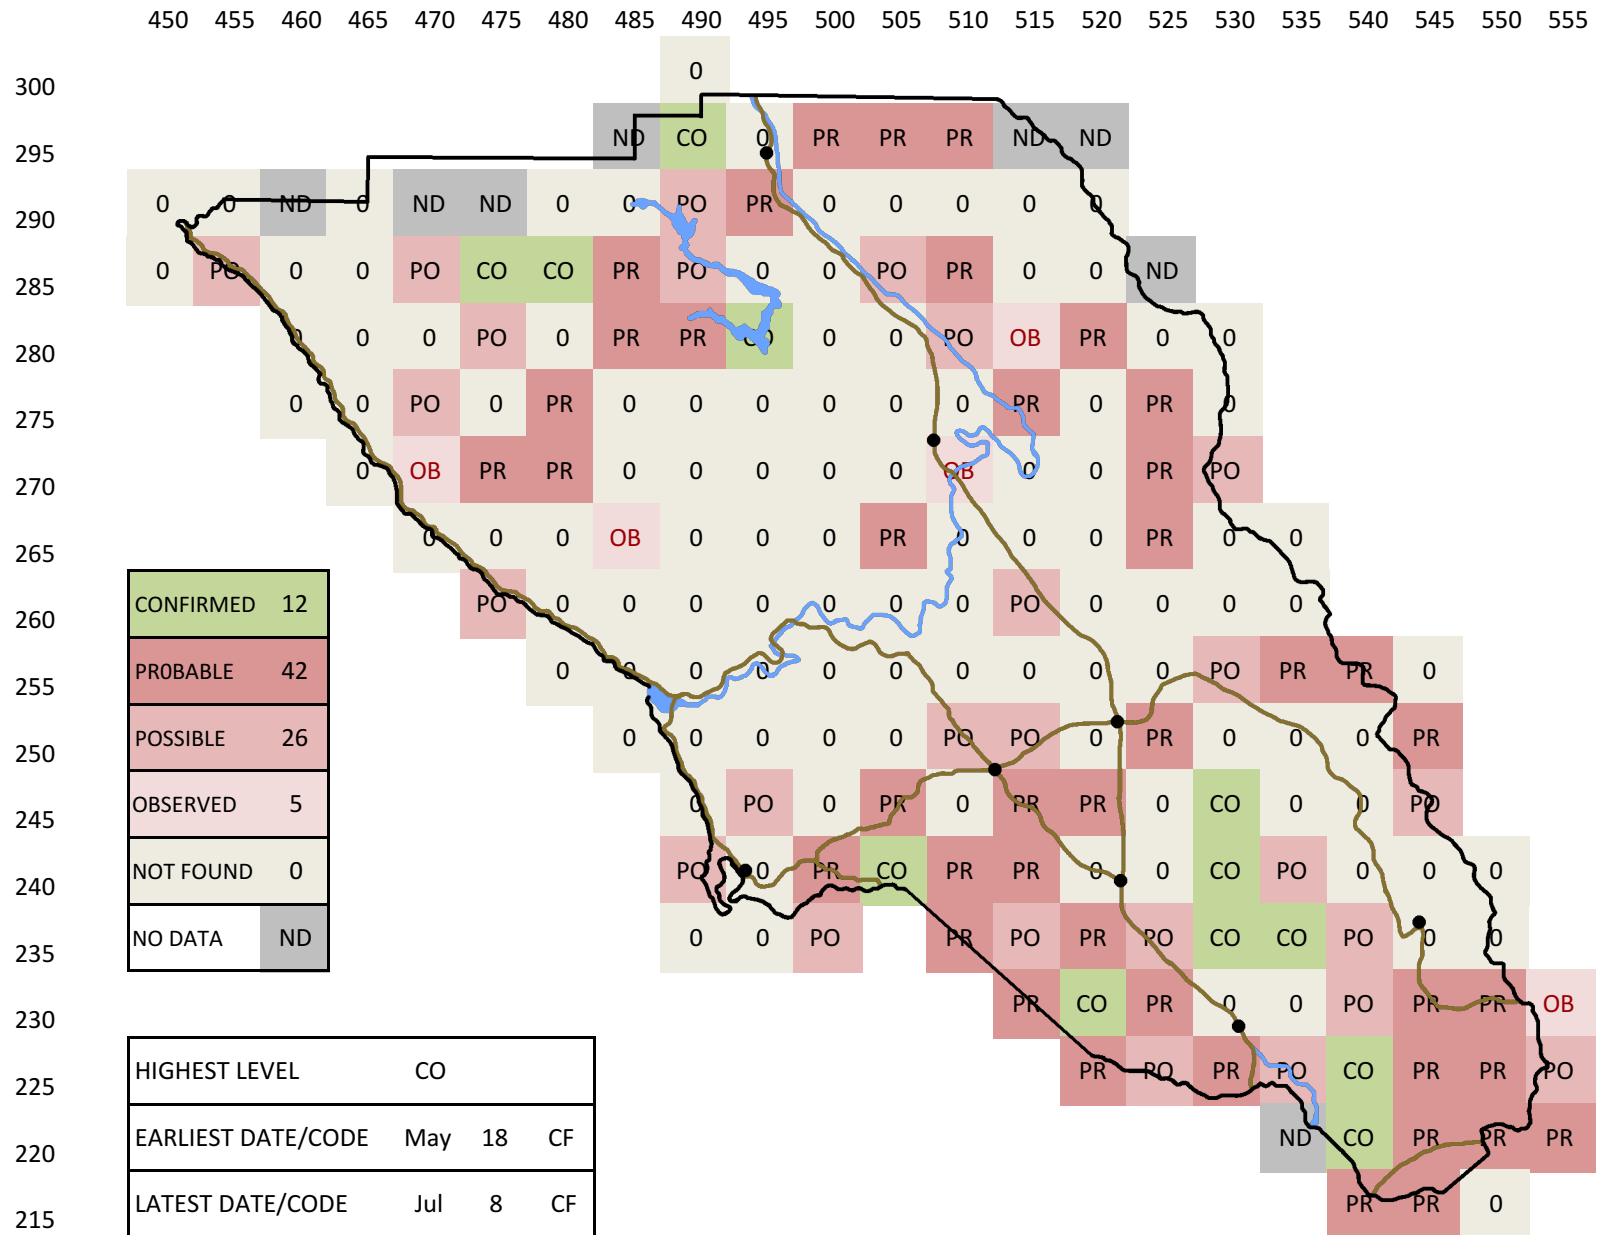 450 455 460 465 470 475 480 485 490 495 500 505 510 515 520 525 530 535 540 545 550 555
0
300
ND CO 0 PR PR PR ND ND
295
0 0 ND 0 ND ND 0 0 PO PR 0 0 0 0 0
290
0 PO 0 0 PO CO CO PR PO 0 0 PO PR 0 0 ND
285
0 0 0 PO 0 PR PR CO 0 0 PO OB PR 0 0
280
0 0 PO 0 PR 0 0 0 0 0 0 PR 0 PR 0
275
0 OB PR PR 0 0 0 0 0 OB 0 0 PR PO
270
0 0 0 OB 0 0 0 PR 0 0 0 PR 0 0
265
CONFIRMED 12 PO 0 0 0 0 0 0 0 PO 0 0 0 0
260
PR0BABLE 42 0 0 0 0 0 0 0 0 0 0 PO PR PR 0
255
POSSIBLE 26 0 0 0 0 0 PO PO 0 PR 0 0 0 PR
250
OBSERVED 5 0 PO 0 PR 0 PR PR 0 CO 0 0 PO
245
NOT FOUND 0 PO 0 PR CO PR PR 0 0 CO PO 0 0 0
240
NO DATA ND 0 0 PO PR PO PR PO CO CO PO 0 0
235
PR CO PR 0 0 PO PR PR OB
230
HIGHEST LEVEL CO PR PO PR PO CO PR PR PO
225
EARLIEST DATE/CODE May 18 CF ND CO PR PR PR
220
LATEST DATE/CODE Jul 8 CF PR PR 0
215